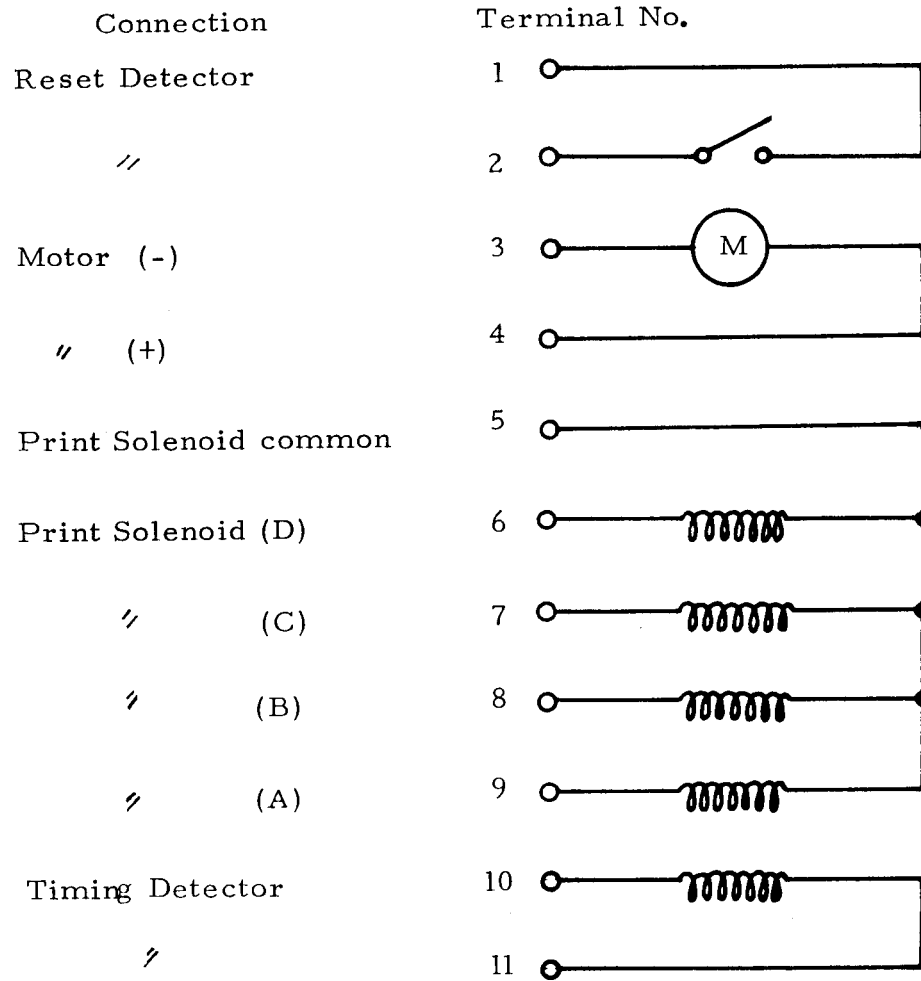 Connection Terminal No.
Reset Detector 1
〃 2
Motor (-) 3
M
〃 (+) 4
Print Solenoid common 5
Print Solenoid (D) 6
〃 (C) 7
〃 (B) 8
〃 (A) 9
Timing Detector 10
〃 11